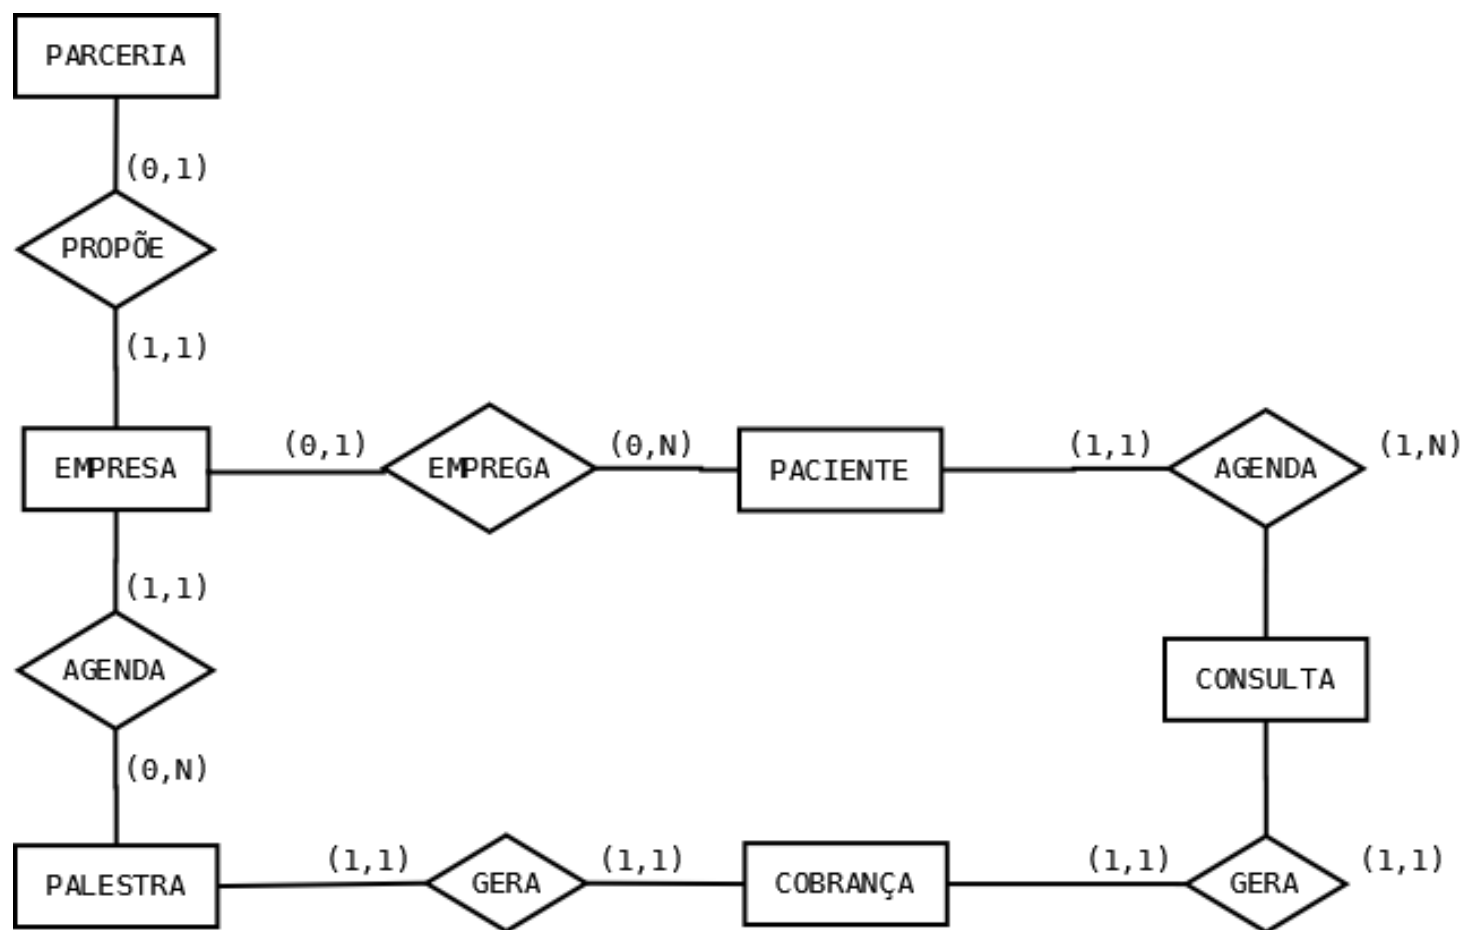 PARCERIA
(0,1)
PROPÕE
(1,1)
EMPRESA
(0,1)
EMPREGA
(0,N)
PACIENTE
(1,1)
AGENDA
(1,N)
(1,1)
AGENDA
(0,N)
CONSULTA
PALESTRA
(1,1)
GERA
(1,1)
COBRANÇA
(1,1)
GERA
(1,1)